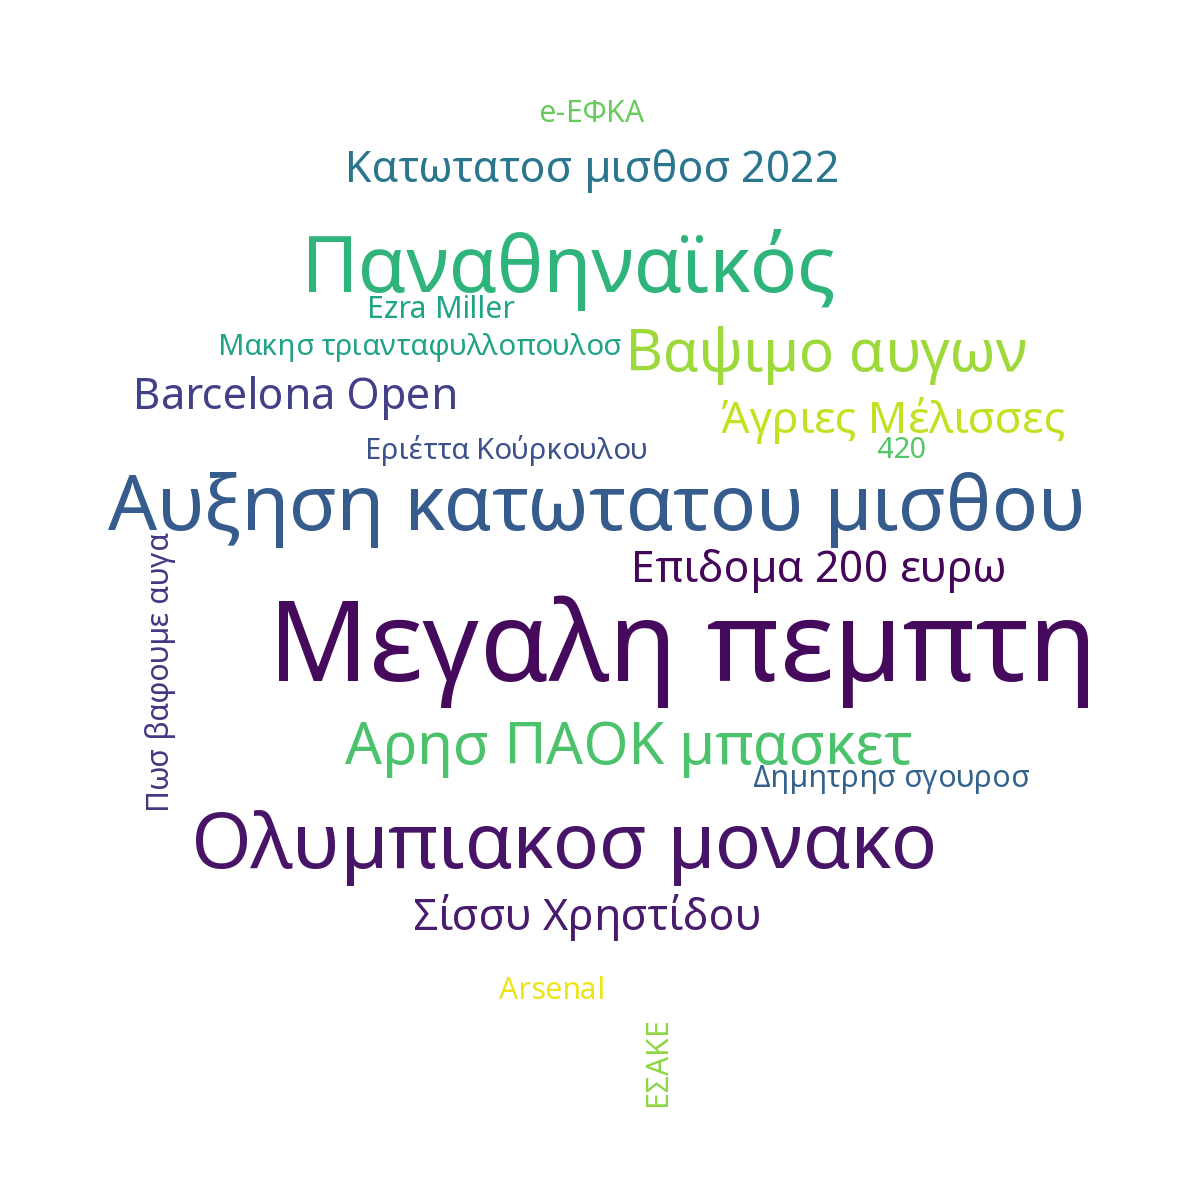 e-ΕΦΚΑ
Κατωτατοσ μισθοσ 2022
Παναθηναϊκός
Ezra Miller
Μακησ τριανταφυλλοπουλοσ
Βαψιμο αυγων
Barcelona Open
Άγριες Μέλισσες
Εριέττα Κούρκουλου
420
Αυξηση κατωτατου μισθου
Πωσ βαφουμε αυγα
Επιδομα 200 ευρω
Μεγαλη πεμπτη
Αρησ ΠΑΟΚ μπασκετ
Δημητρησ σγουροσ
Ολυμπιακοσ μονακο
Σίσσυ Χρηστίδου
Arsenal
ΕΣΑΚΕ